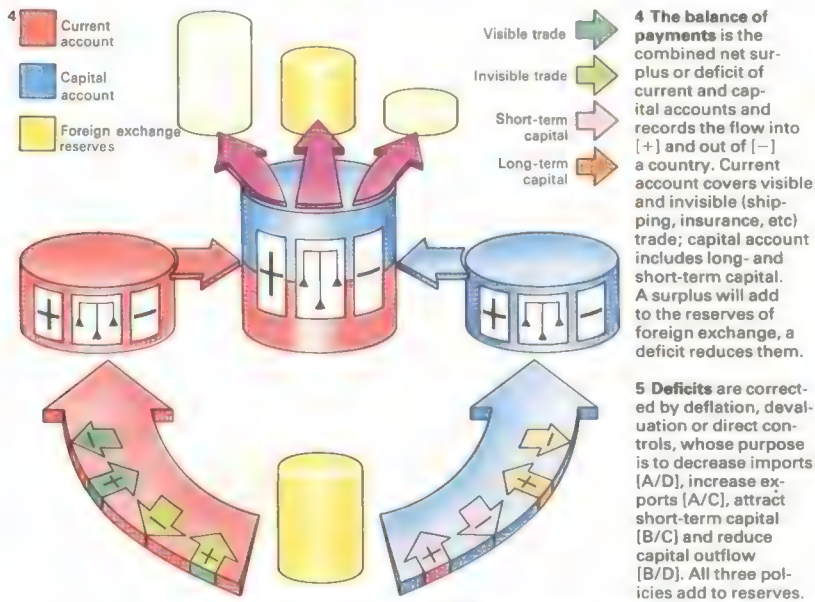 4
Current
account
Capital
account
Foreign exchange
reserves
Visible trade
Invisible trade
Short-term
capital
Long-term
capital
+
−
+
−
+
−
−
+
−
+
−
+
−
+
4 The balance of
payments is the
combined net sur-
plus or deficit of
current and cap-
ital accounts and
records the flow into
[+] and out of [−]
a country. Current
account covers visible
and invisible (ship-
ping, insurance, etc)
trade; capital account
includes long- and
short-term capital.
A surplus will add
to the reserves of
foreign exchange, a
deficit reduces them.
5 Deficits are correct-
ed by deflation, deval-
uation or direct con-
trols, whose purpose
is to decrease imports
[A/D], increase ex-
ports [A/C], attract
short-term capital
[B/C] and reduce
capital outflow
[B/D]. All three pol-
icies add to reserves.